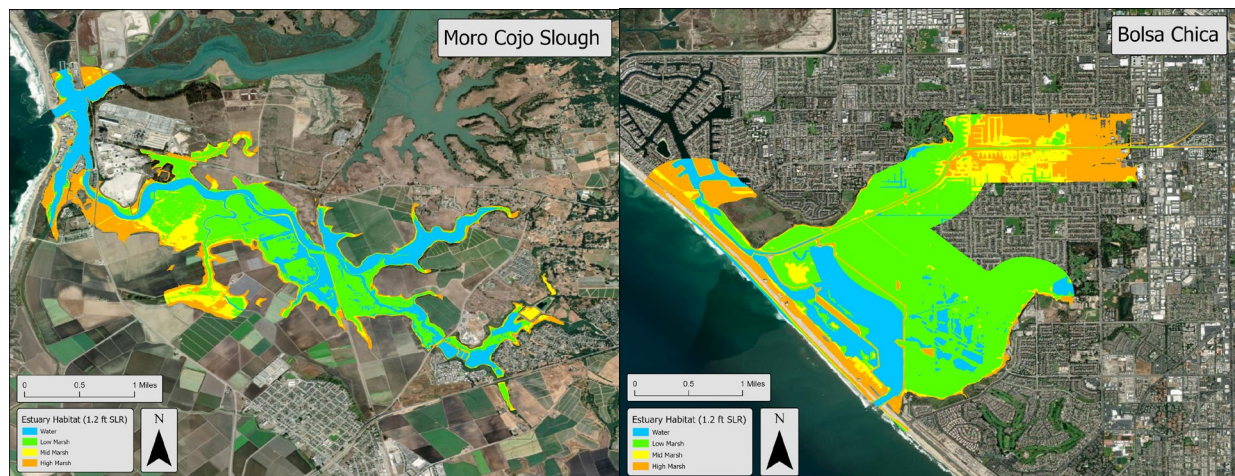 Moro Cojo Slough
0 0.5 1 Miles
Estuary Habitat (1.2 ft SLR)
Water
Low Marsh
Mid Marsh
High Marsh
N
Bolsa Chica
0 0.5 1 Miles
Estuary Habitat (1.2 ft SLR)
Water
Low Marsh
Mid Marsh
High Marsh
N